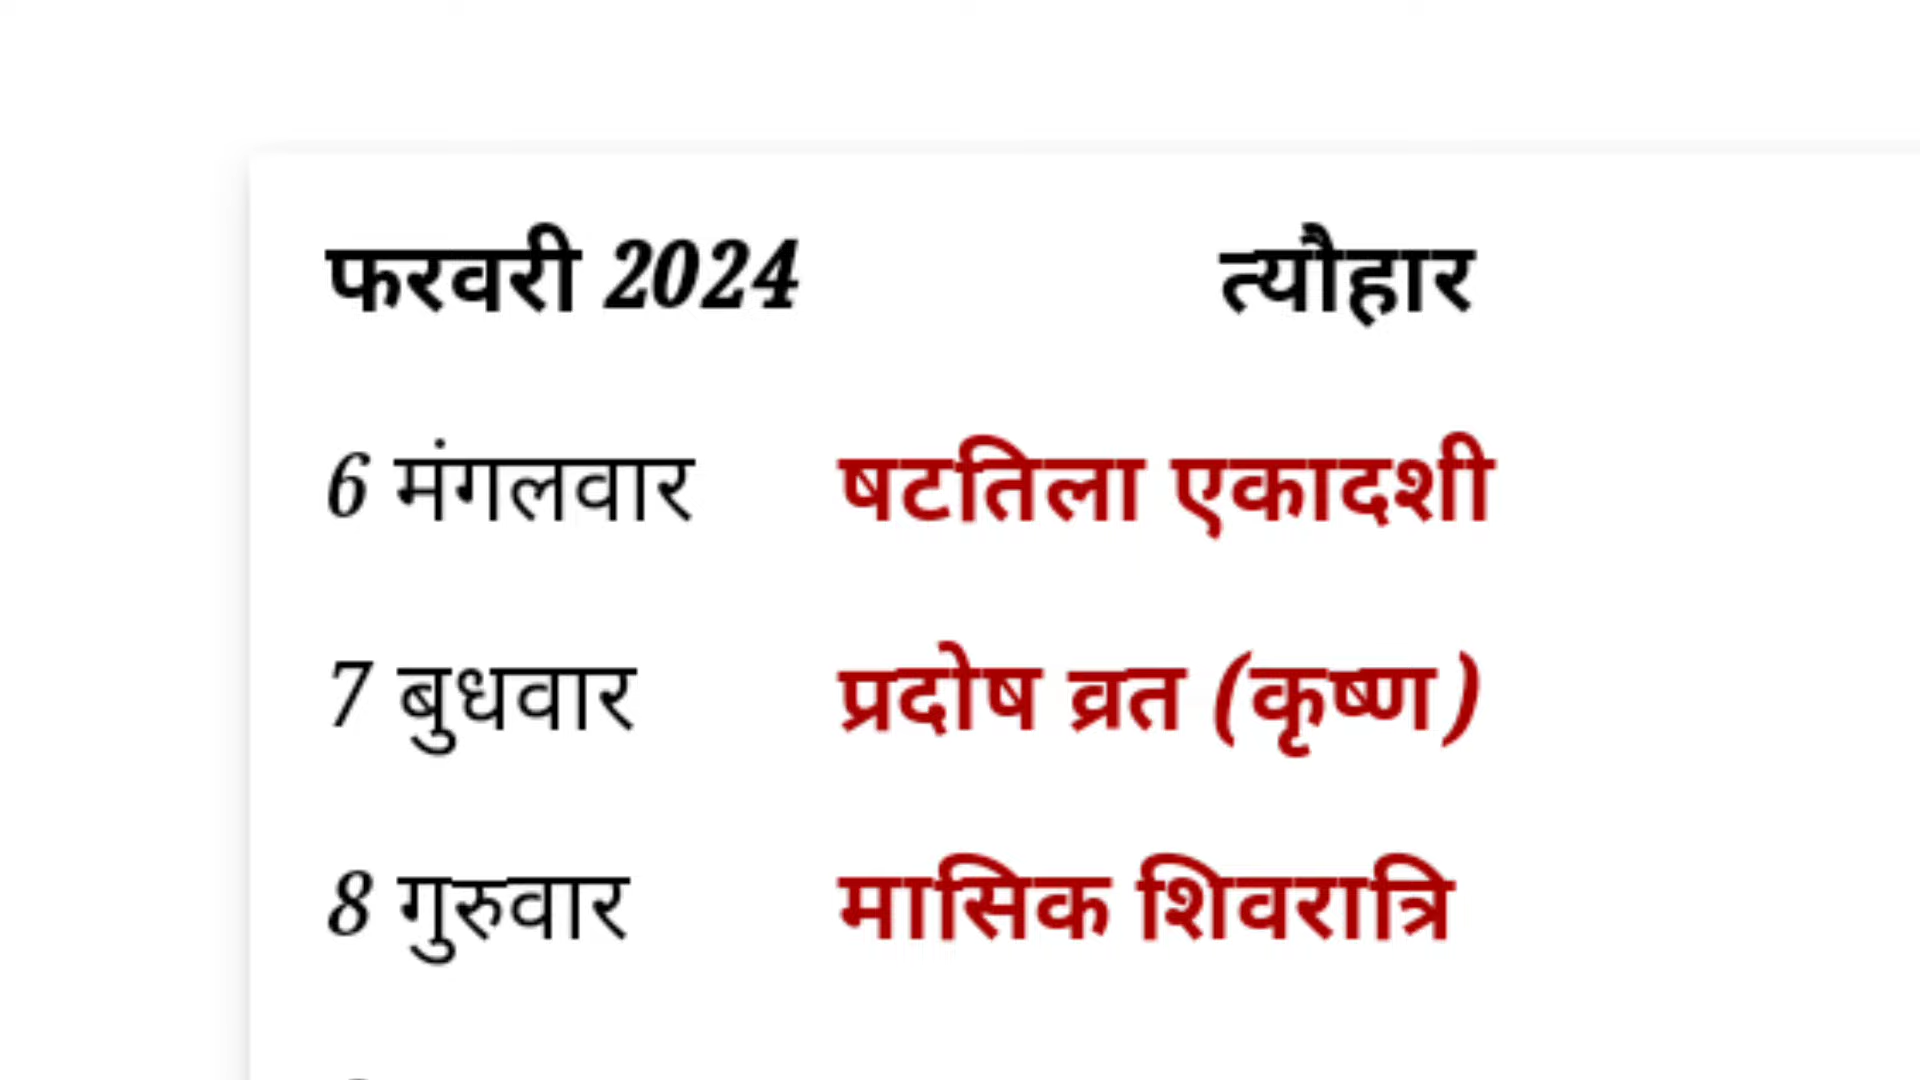 फरवरी 2024 त्यौहार
6 मंगलवार षटतिला एकादशी
7 बुधवार प्रदोष व्रत (कृष्ण)
8 गुरुवार मासिक शिवरात्रि